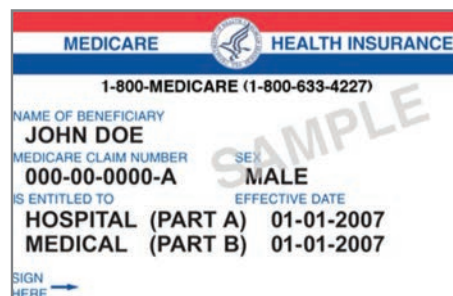 MEDICARE HEALTH INSURANCE
1-800-MEDICARE (1-800-633-4227)
NAME OF BENEFICIARY
JOHN DOE
MEDICARE CLAIM NUMBER SEX
000-00-0000-A MALE
IS ENTITLED TO EFFECTIVE DATE
HOSPITAL (PART A) 01-01-2007
MEDICAL (PART B) 01-01-2007
SIGN
HERE
SAMPLE